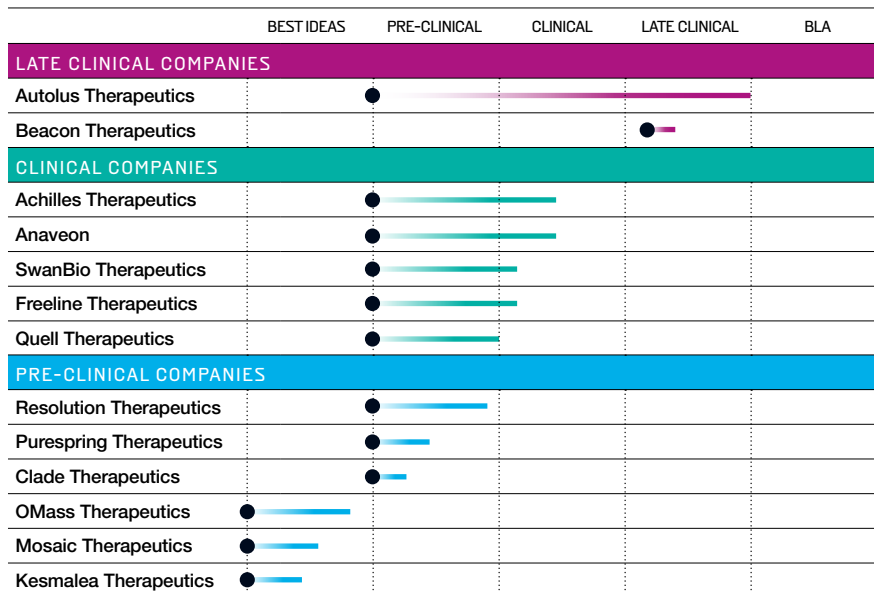 BEST IDEAS PRE-CLINICAL CLINICAL LATE CLINICAL BLA
LATE CLINICAL COMPANIES
Autolus Therapeutics
Beacon Therapeutics
CLINICAL COMPANIES
Achilles Therapeutics
Anaveon
SwanBio Therapeutics
Freeline Therapeutics
Quell Therapeutics
PRE-CLINICAL COMPANIES
Resolution Therapeutics
Purespring Therapeutics
Clade Therapeutics
OMass Therapeutics
Mosaic Therapeutics
Kesmalea Therapeutics